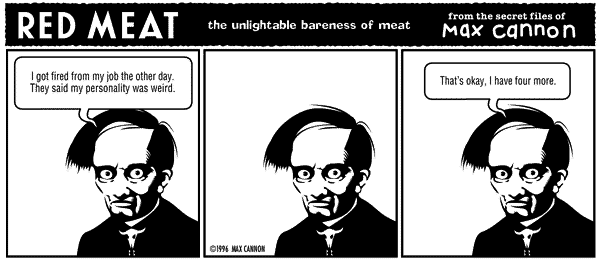 RED MEAT
the unlightable bareness of meat
from the secret files of
Max cannon
I got fired from my job the other day.
They said my personality was weird.
©1996 MAX CANNON
That's okay, I have four more.